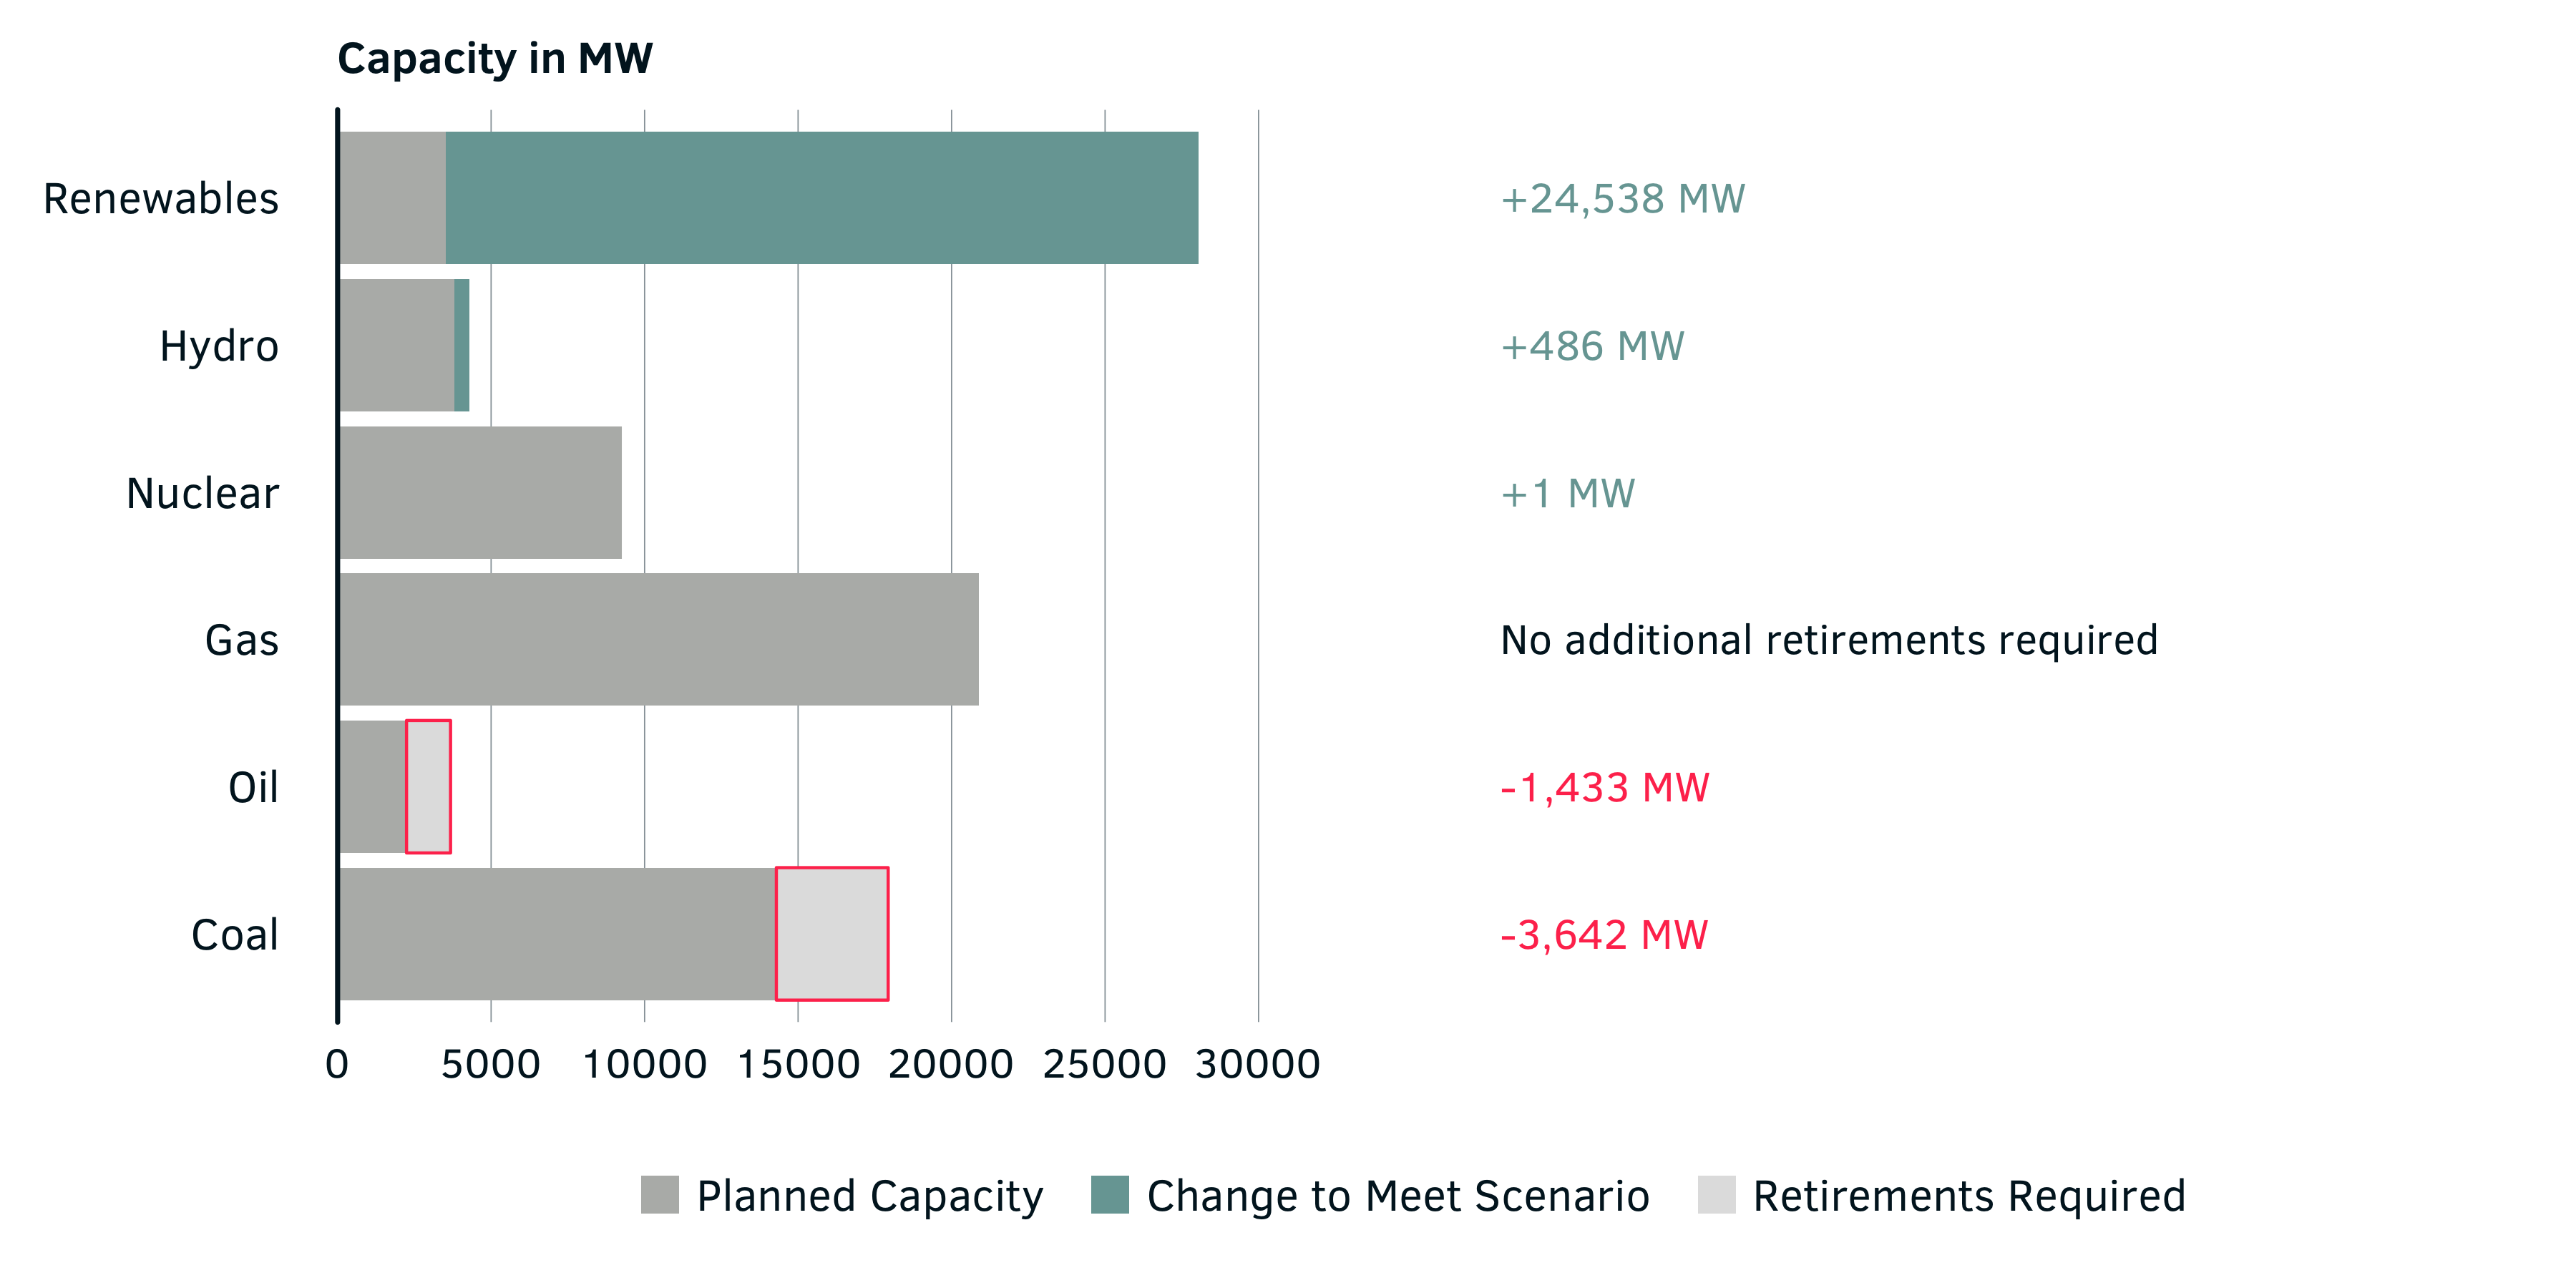 Capacity in MW
Renewables +24,538 MW
Hydro +486 MW
Nuclear +1 MW
Gas No additional retirements required
Oil -1,433 MW
Coal -3,642 MW
0 5000 10000 15000 20000 25000 30000
Planned Capacity Change to Meet Scenario Retirements Required